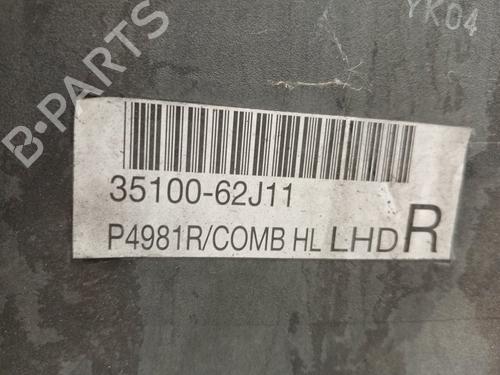 YK04
35100-62J11
P4981R/COMB HL LHD R
B-PARTS